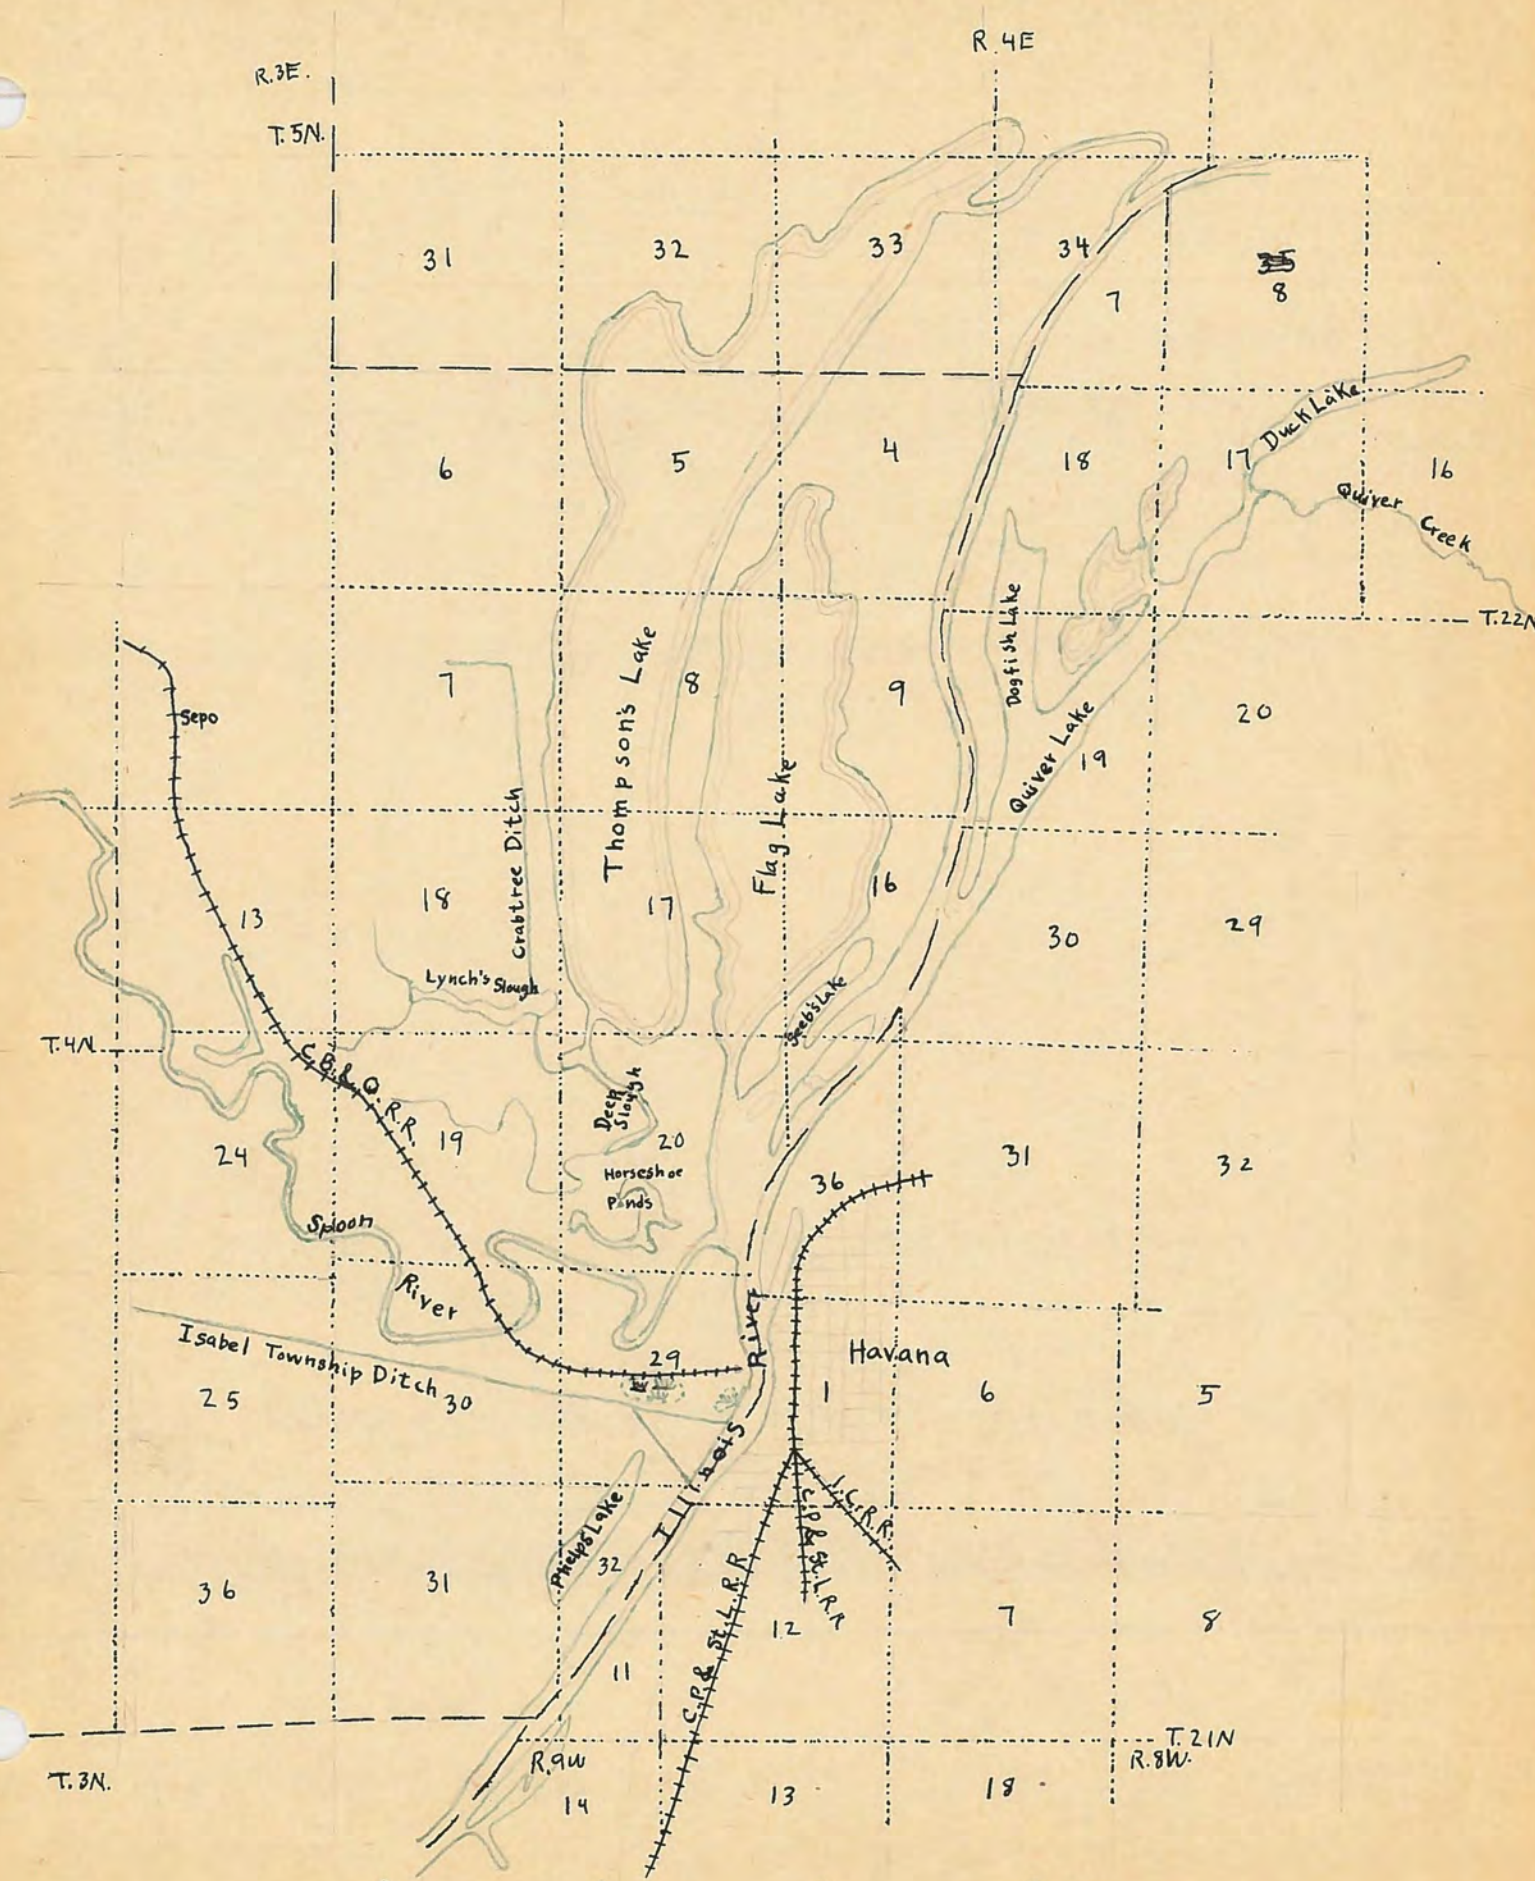 R. 4E
R.3E.
T. 5N.
31
32
33
34
35
7
8
6
5
4
18
17
Duck Lake
16
Quiver Creek
T.22N
7
Thompson's Lake
8
9
Dogfish Lake
Quiver Lake
19
20
Sepo
Crabtree Ditch
Flag Lake
13
18
17
16
30
29
Lynch's Slough
Seeb's Lake
T.4N.
C.B. & Q. R.R.
Deep
Slough
24
19
20
Horseshoe
Ponds
36
31
32
Spoon
River
Isabel Township Ditch
29
Illinois River
Havana
25
30
1
6
5
Phelps Lake
I.C.R.R.
C.P. & St. L. R.R
C.P. & St. L. R.R
36
31
32
12
7
8
11
T. 21N
R.9W
R.8W.
T. 3N.
14
13
18